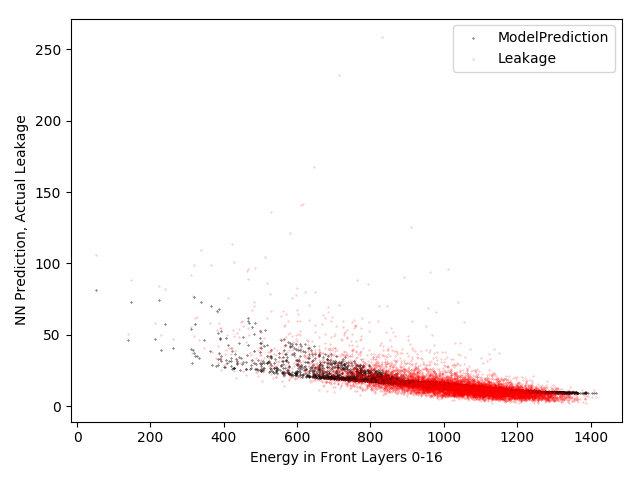 ModelPrediction
Leakage
NN Prediction, Actual Leakage
250
200
150
100
50
0
0 200 400 600 800 1000 1200 1400
Energy in Front Layers 0-16